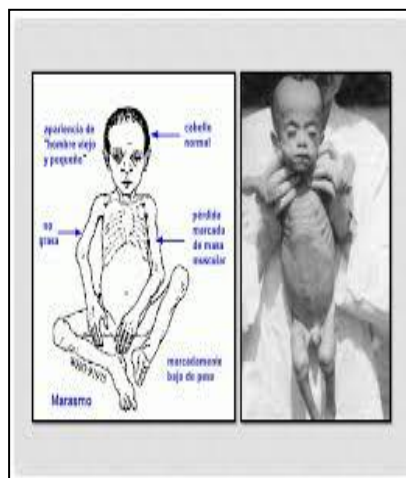 apariencia de
"hombre viejo
y pequeño"
cabello
normal
no
grasa
pérdida
marcada
de masa
muscular
marcadamente
bajo de peso
Marasmo